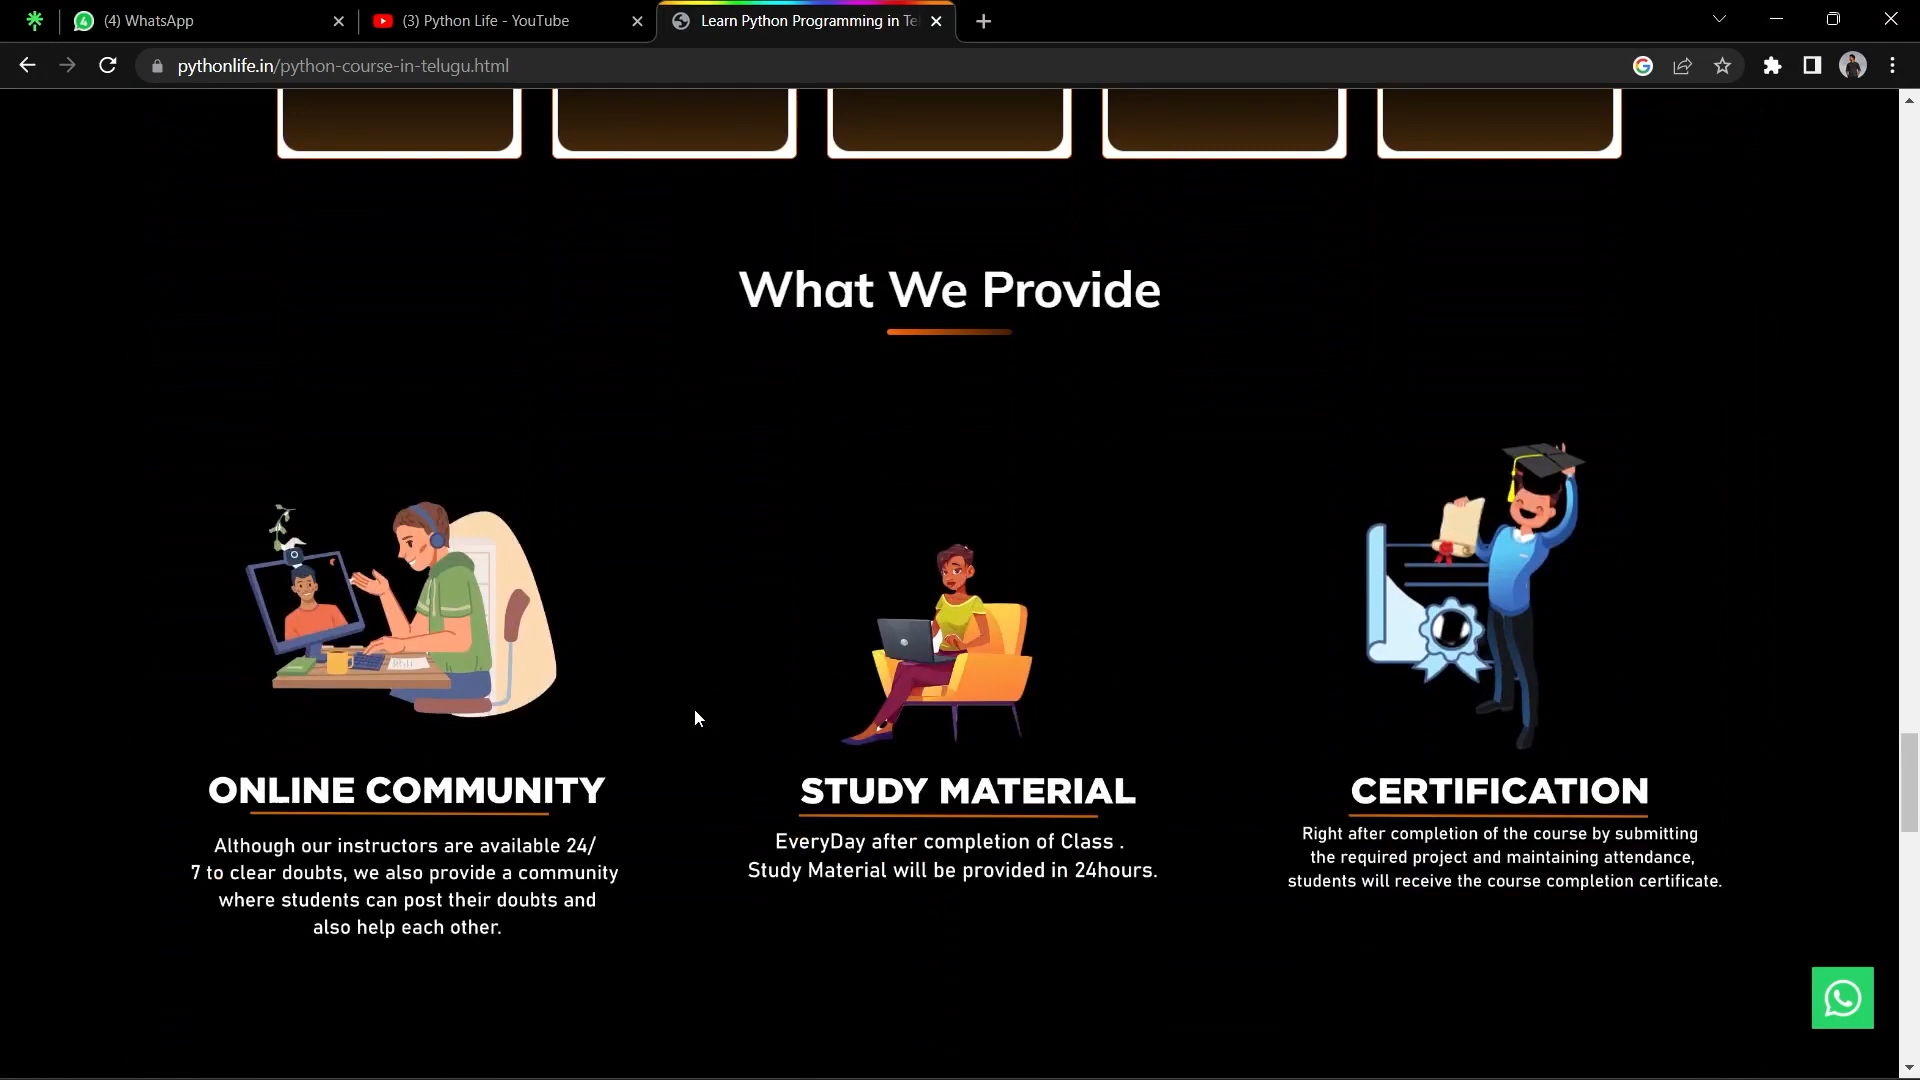 (4) WhatsApp
(3) Python Life - YouTube
Learn Python Programming in Te
pythonlife.in/python-course-in-telugu.html
What We Provide
ONLINE COMMUNITY
Although our instructors are available 24/
7 to clear doubts, we also provide a community
where students can post their doubts and
also help each other.
STUDY MATERIAL
EveryDay after completion of Class .
Study Material will be provided in 24hours.
CERTIFICATION
Right after completion of the course by submitting
the required project and maintaining attendance,
students will receive the course completion certificate.